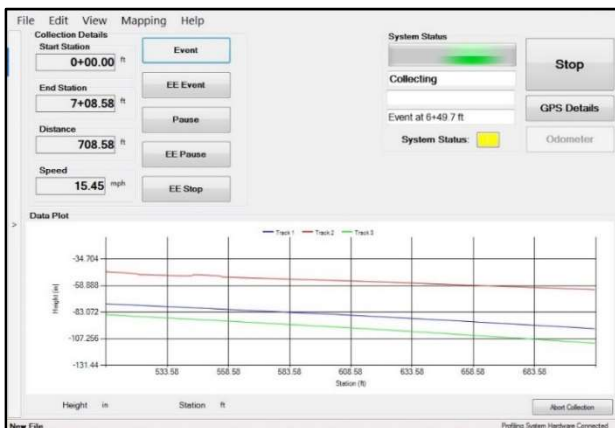 File Edit View Mapping Help
Collection Details
Start Station
0+00.00 ft
End Station
7+08.58 ft
Distance
708.58 ft
Speed
15.45 mph
Event
EE Event
Pause
EE Pause
EE Stop
System Status
Collecting
Event at 6+49.7 ft
System Status:
Stop
GPS Details
Odometer
>
Data Plot
Track 1 Track 2 Track 3
Height (in)
-34.704
-58.888
-83.072
-107.256
-131.44
533.58 558.58 583.58 608.58 633.58 658.58 683.58
Station (ft)
Height in Station ft
Abort Collection
New File
Profiling System Hardware Connected